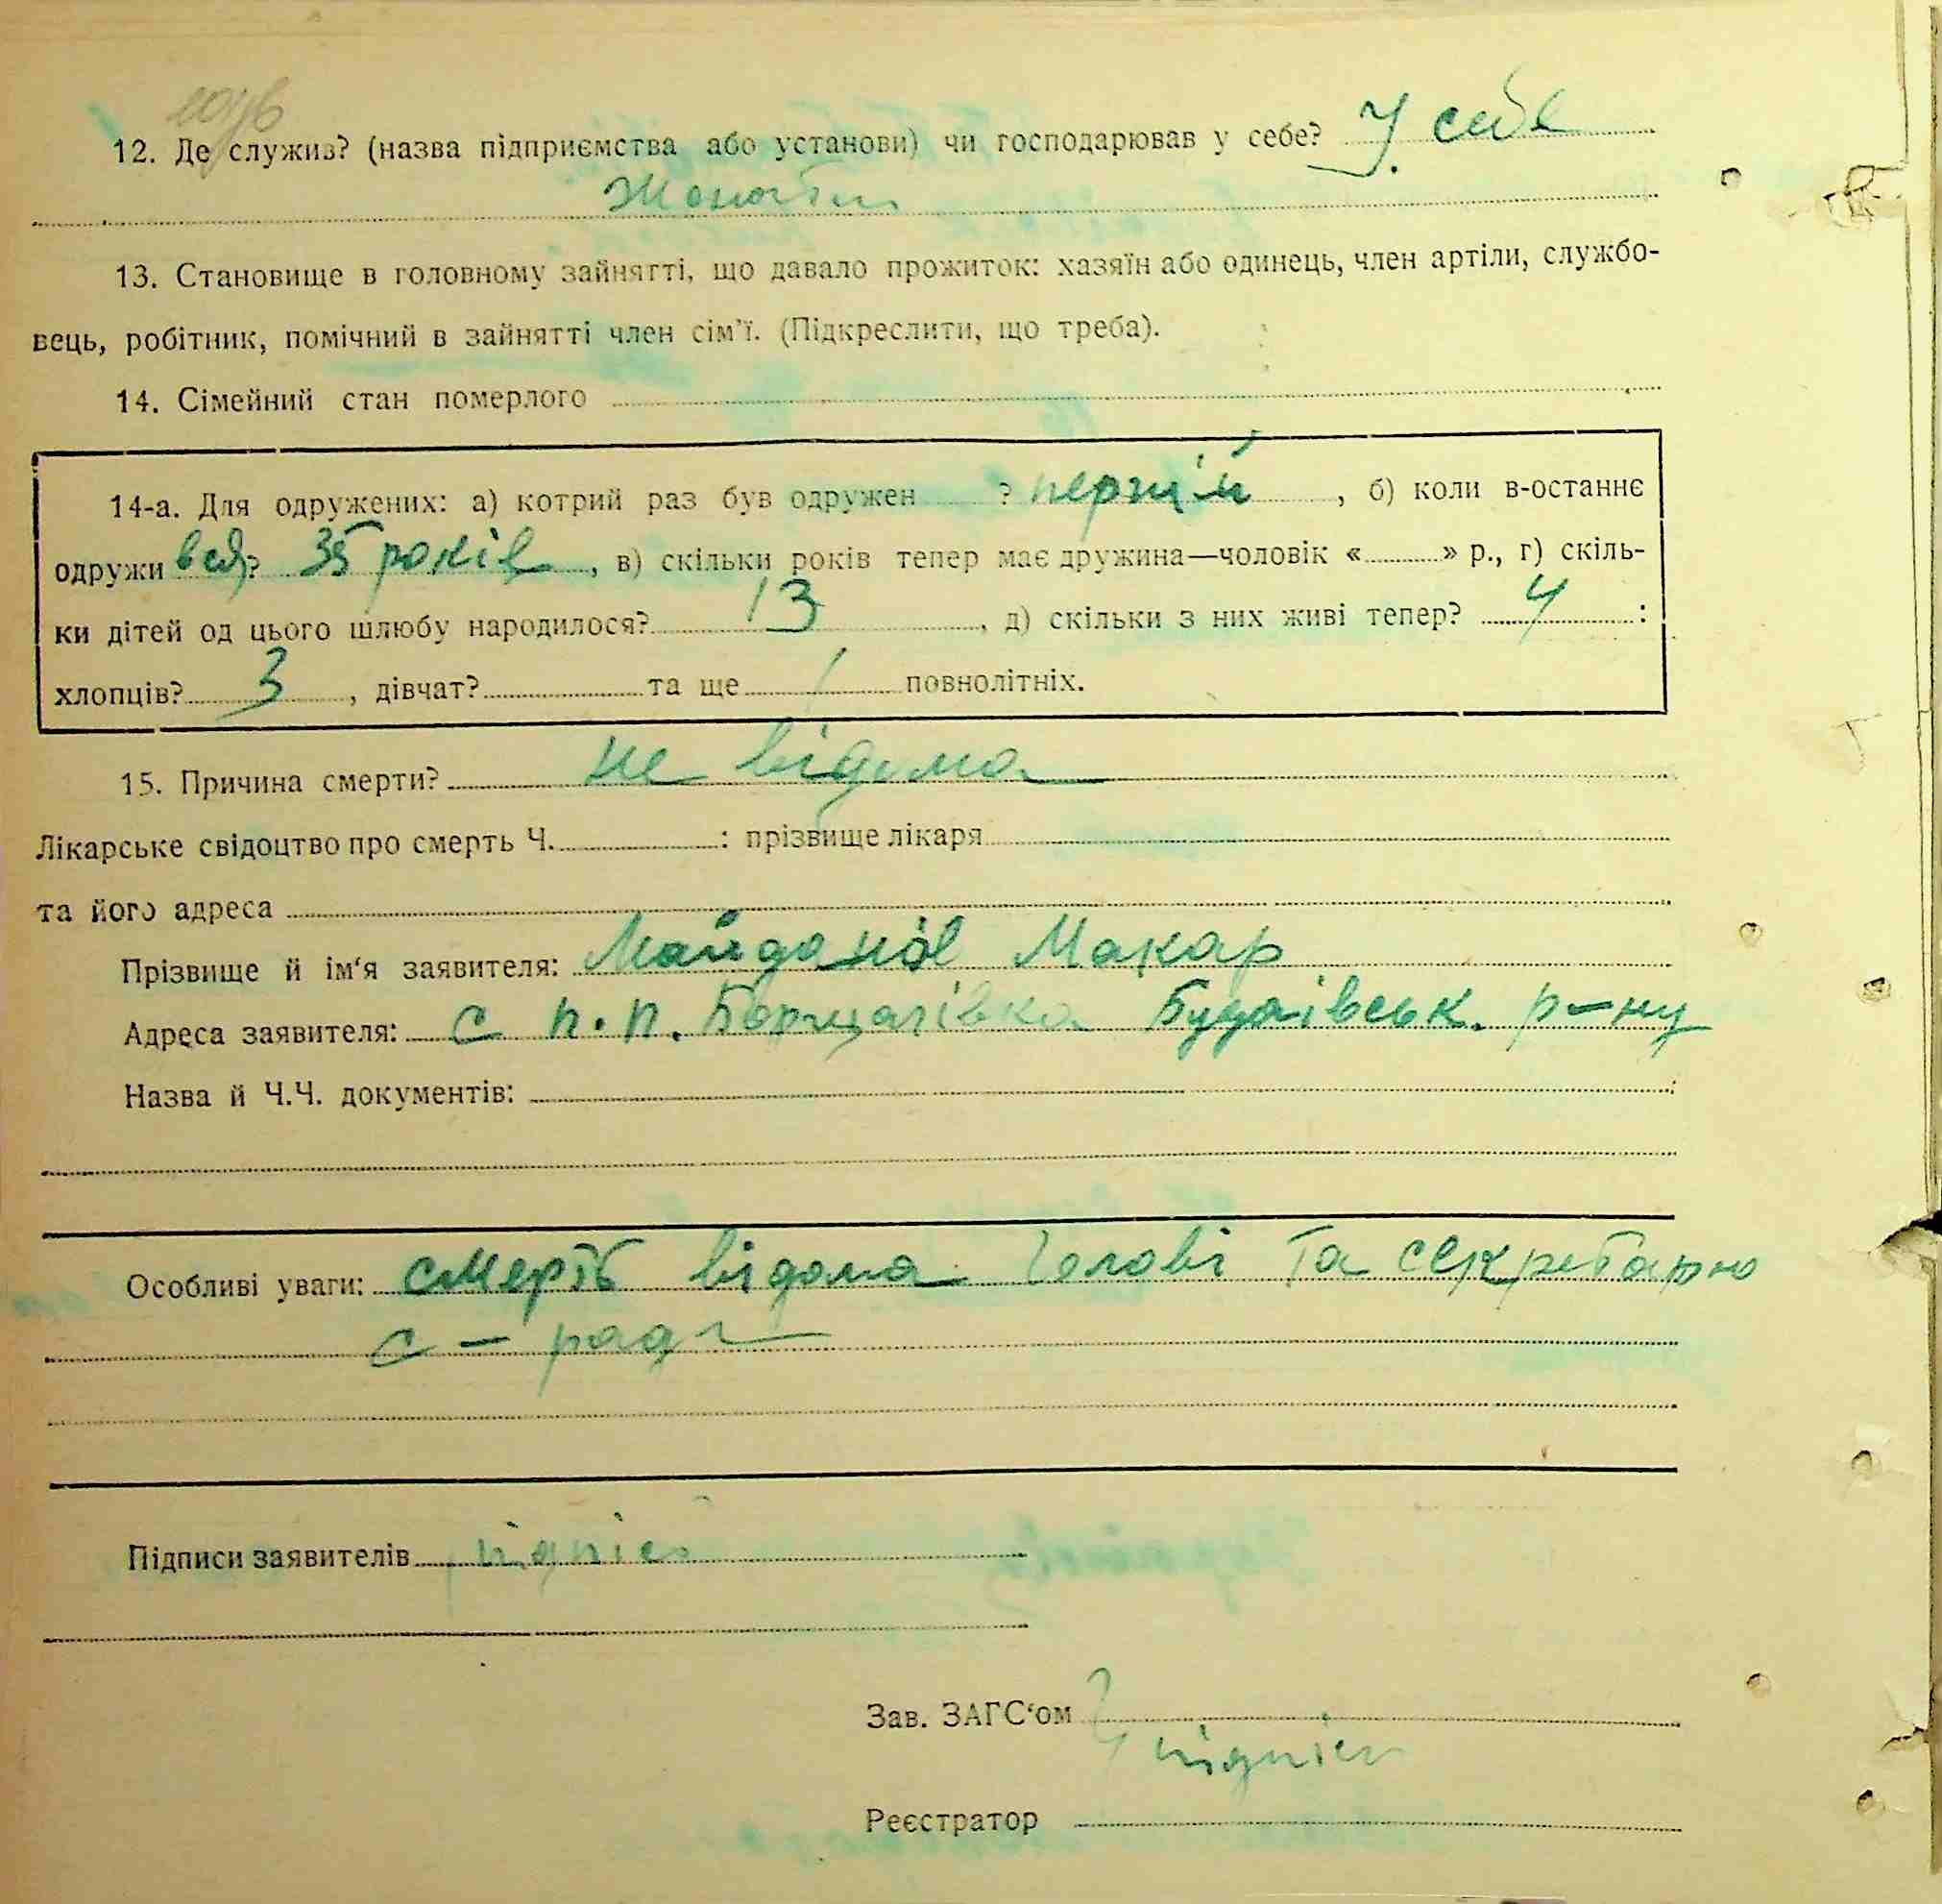 12. Де служив? (назва підприємства або установи) чи господарював у себе? У себе
Жонатий
13. Становище в головному зайнятті, що давало прожиток: хазяїн або одинець, член артіли, службо-
вець, робітник, помічний в зайнятті член сім'ї. (Підкреслити, що треба).
14. Сімейний стан померлого
14-а. Для одружених: а) котрий раз був одружен ? перший , б) коли в-останнє
одружи вся? 35 років , в) скільки років тепер має дружина—чоловік « » р., г) скіль-
ки дітей од цього шлюбу народилося? 13 , д) скільки з них живі тепер? 4 :
хлопців? 3 , дівчат? та ще 1 повнолітніх.
15. Причина смерти? не відома
Лікарське свідоцтво про смерть Ч. : прізвище лікаря
та його адреса
Прізвище й ім'я заявителя: Майданів Макар
Адреса заявителя: с п.п. Борщагівка Будаівськ. р-ну
Назва й Ч.Ч. документів:
Особливі уваги: смерть відома голові та секретарю
с-ради
Підписи заявителів підпіс
Зав. ЗАГС'ом
підпіс
Реєстратор